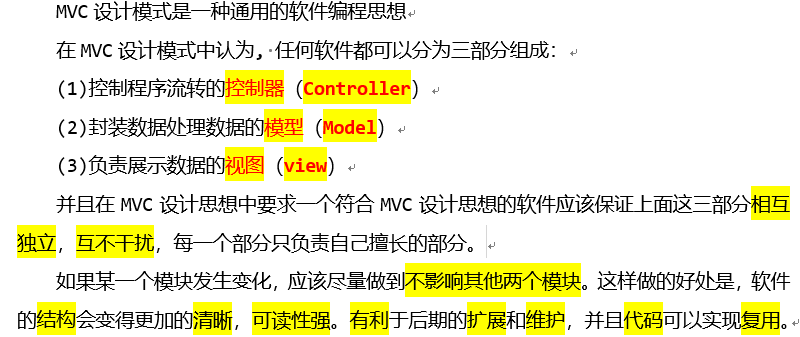 MVC 设计模式是一种通用的软件编程思想
在 MVC 设计模式中认为, 任何软件都可以分为三部分组成：
(1)控制程序流转的控制器（Controller）
(2)封装数据处理数据的模型（Model）
(3)负责展示数据的视图（view）
并且在 MVC 设计思想中要求一个符合 MVC 设计思想的软件应该保证上面这三部分相互
独立，互不干扰，每一个部分只负责自己擅长的部分。
如果某一个模块发生变化，应该尽量做到不影响其他两个模块。这样做的好处是，软件
的结构会变得更加的清晰，可读性强。有利于后期的扩展和维护，并且代码可以实现复用。